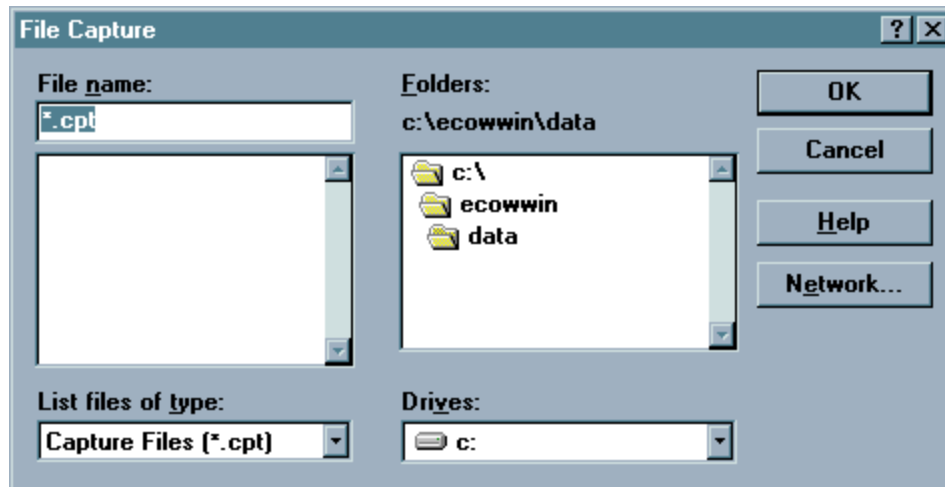 File Capture
File name:
*.cpt
Folders:
c:\ecowwin\data
c:\
ecowwin
data
OK
Cancel
Help
Network...
List files of type:
Capture Files (*.cpt)
Drives:
c: